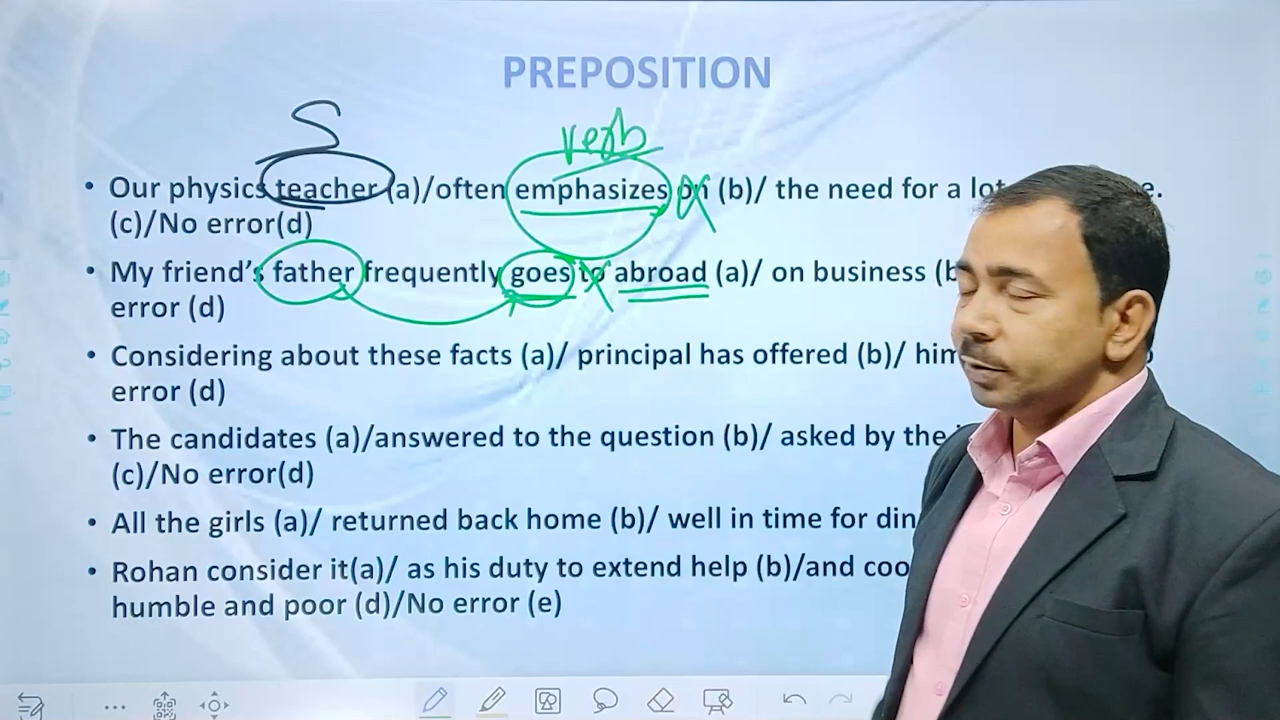 PREPOSITION
S
verb
• Our physics teacher (a)/often emphasizes on (b)/ the need for a lot e.
(c)/No error(d)
• My friend's father frequently goes to abroad (a)/ on business (b
error (d)
• Considering about these facts (a)/ principal has offered (b)/ him
error (d)
• The candidates (a)/answered to the question (b)/ asked by the
(c)/No error(d)
• All the girls (a)/ returned back home (b)/ well in time for din
• Rohan consider it(a)/ as his duty to extend help (b)/and coo
humble and poor (d)/No error (e)